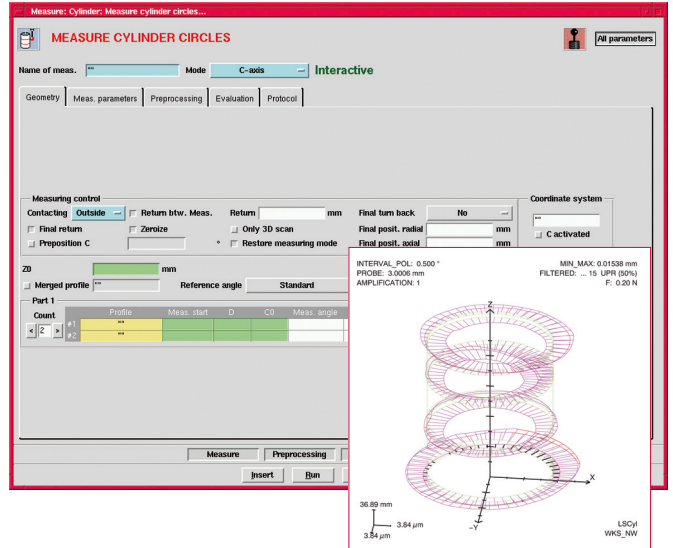 Measure: Cylinder: Measure cylinder circles...
MEASURE CYLINDER CIRCLES
All parameters
Name of meas. "" Mode C-axis Interactive
Geometry Meas. parameters Preprocessing Evaluation Protocol
Measuring control
Coordinate system
Contacting Outside Return btw. Meas. Return mm Final turn back No
""
Final return Zeroize Only 3D scan Final posit. radial mm
C activated
Preposition C ° Restore measuring mode Final posit. axial mm
Z0 mm
Merged profile "" Reference angle Standard
Part 1
Count Profile Meas. start D C0 Meas. angle
< 2 > #1 ""
#2 ""
Measure Preprocessing
Insert Run
INTERVAL_POL: 0.500 ° MIN_MAX: 0.01538 mm
PROBE: 3.0006 mm FILTERED: ... 15 UPR (50%)
AMPLIFICATION: 1 F: 0.20 N
Z
X
-Y
36.89 mm
3.84 µm
3.84 µm
LSCyl
WKS_NW